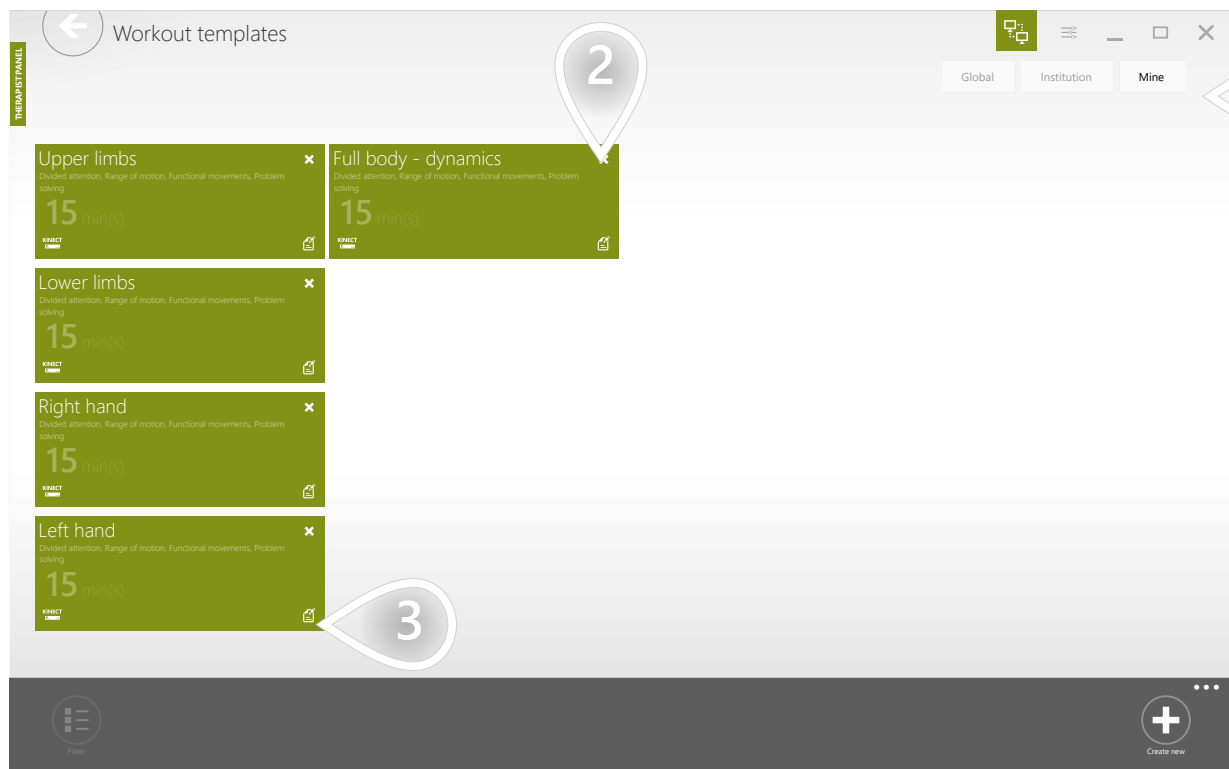 Workout templates
THERAPIST PANEL
2
Global
Institution
Mine
Upper limbs
Divided attention, Range of motion, Functional movements, Problem
solving
15 min(s)
KINECT
Full body - dynamics
Divided attention, Range of motion, Functional movements, Problem
solving
15 min(s)
KINECT
Lower limbs
Divided attention, Range of motion, Functional movements, Problem
solving
15 min(s)
KINECT
Right hand
Divided attention, Range of motion, Functional movements, Problem
solving
15 min(s)
KINECT
Left hand
Divided attention, Range of motion, Functional movements, Problem
solving
15 min(s)
KINECT
3
Filter
Create new